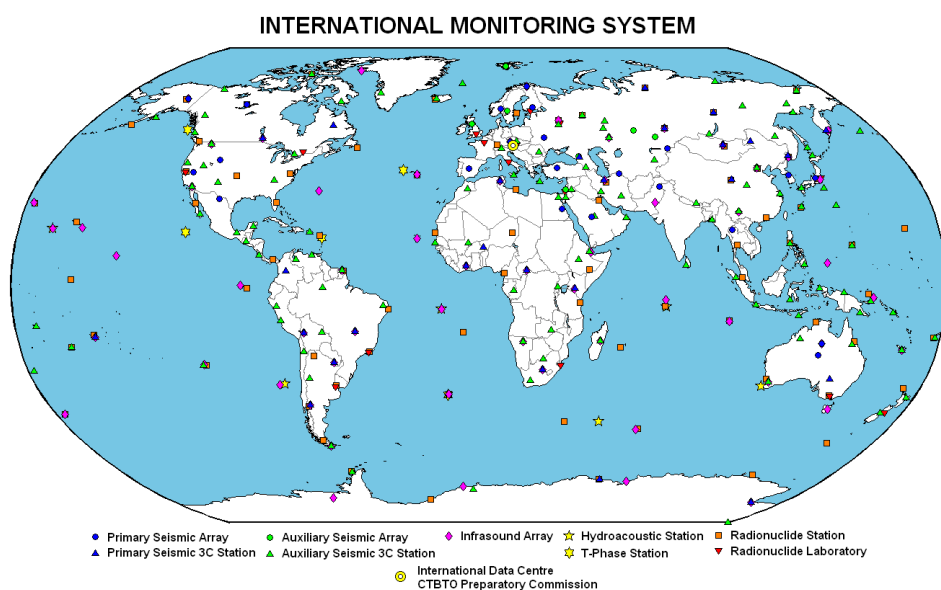 INTERNATIONAL MONITORING SYSTEM
Primary Seismic Array
Auxiliary Seismic Array
Infrasound Array
Hydroacoustic Station
Radionuclide Station
Primary Seismic 3C Station
Auxiliary Seismic 3C Station
T-Phase Station
Radionuclide Laboratory
International Data Centre
CTBTO Preparatory Commission